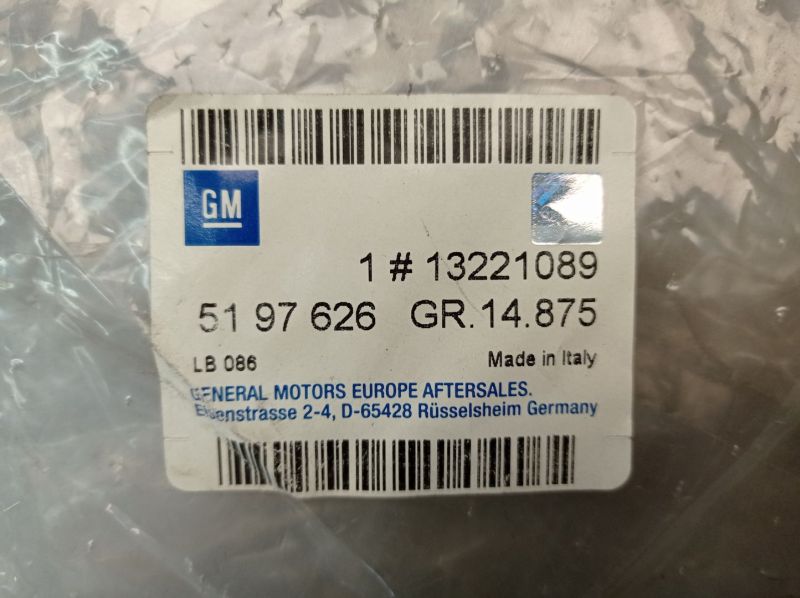 GM
1 # 13221089
51 97 626 GR.14.875
LB 086 Made in Italy
GENERAL MOTORS EUROPE AFTERSALES.
Eisenstrasse 2-4, D-65428 Rüsselsheim Germany